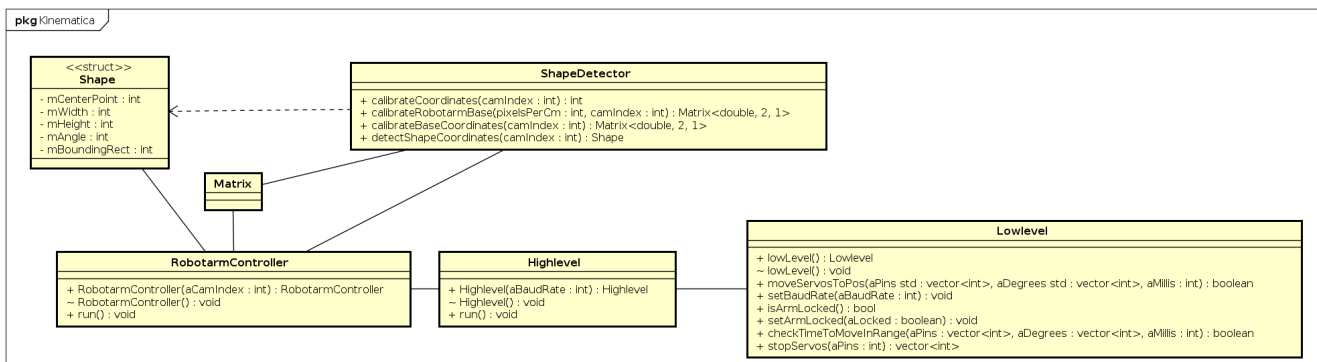 pkg Kinematica
<<struct>>
Shape
- mCenterPoint : int
- mWidth : int
- mHeight : int
- mAngle : int
- mBoundingRect : int
ShapeDetector
+ calibrateCoordinates(camIndex : int) : int
+ calibrateRobotarmBase(pixelsPerCm : int, camIndex : int) : Matrix<double, 2, 1>
+ calibrateBaseCoordinates(camIndex : int) : Matrix<double, 2, 1>
+ detectShapeCoordinates(camIndex : int) : Shape
Matrix
RobotarmController
+ RobotarmController(aCamIndex : int) : RobotarmController
~ RobotarmController() : void
+ run() : void
Highlevel
+ Highlevel(aBaudRate : int) : Highlevel
~ Highlevel() : void
+ run() : void
Lowlevel
+ lowLevel() : Lowlevel
~ lowLevel() : void
+ moveServosToPos(aPins std : vector<int>, aDegrees std : vector<int>, aMillis : int) : boolean
+ setBaudRate(aBaudRate : int) : void
+ isArmLocked() : bool
+ setArmLocked(aLocked : boolean) : void
+ checkTimeToMoveInRange(aPins : vector<int>, aDegrees : vector<int>, aMillis : int) : boolean
+ stopServos(aPins : int) : vector<int>